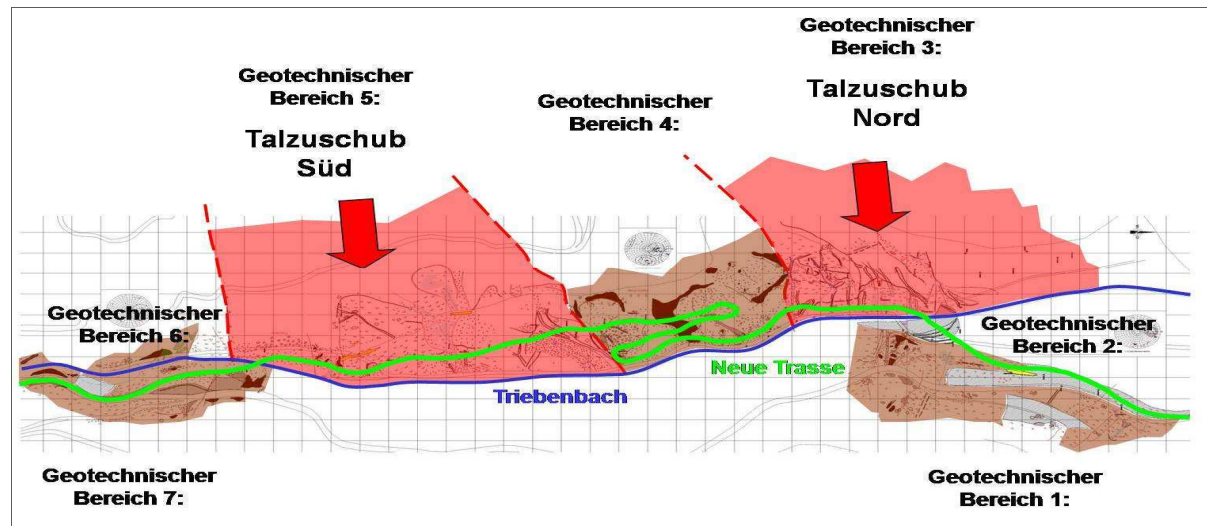 Geotechnischer
Bereich 3:
Talzuschub
Nord
Geotechnischer
Bereich 5:
Talzuschub
Süd
Geotechnischer
Bereich 4:
Geotechnischer
Bereich 6:
Geotechnischer
Bereich 2:
Neue Trasse
Triebenbach
Geotechnischer
Bereich 7:
Geotechnischer
Bereich 1: